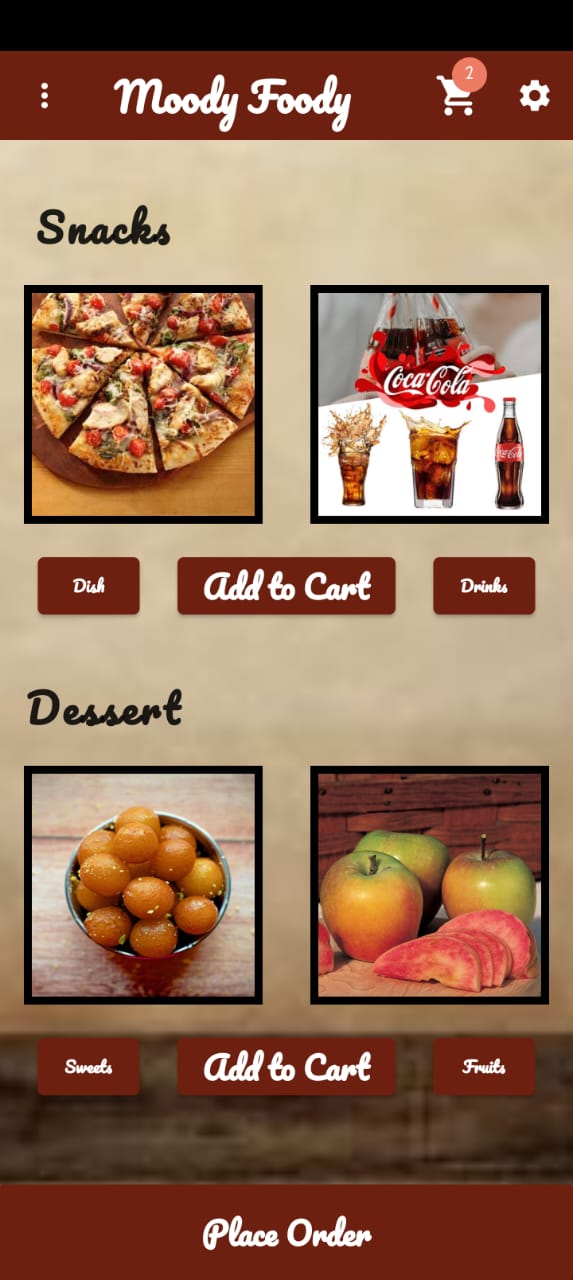 Moody Foody
2
Snacks
Coca-Cola
Dish
Add to Cart
Drinks
Dessert
Sweets
Add to Cart
Fruits
Place Order